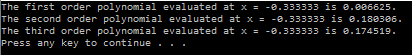 The first order polynomial evaluated at x = -0.333333 is 0.006625.
The second order polynomial evaluated at x = -0.333333 is 0.180306.
The third order polynomial evaluated at x = -0.333333 is 0.174519.
Press any key to continue . . .